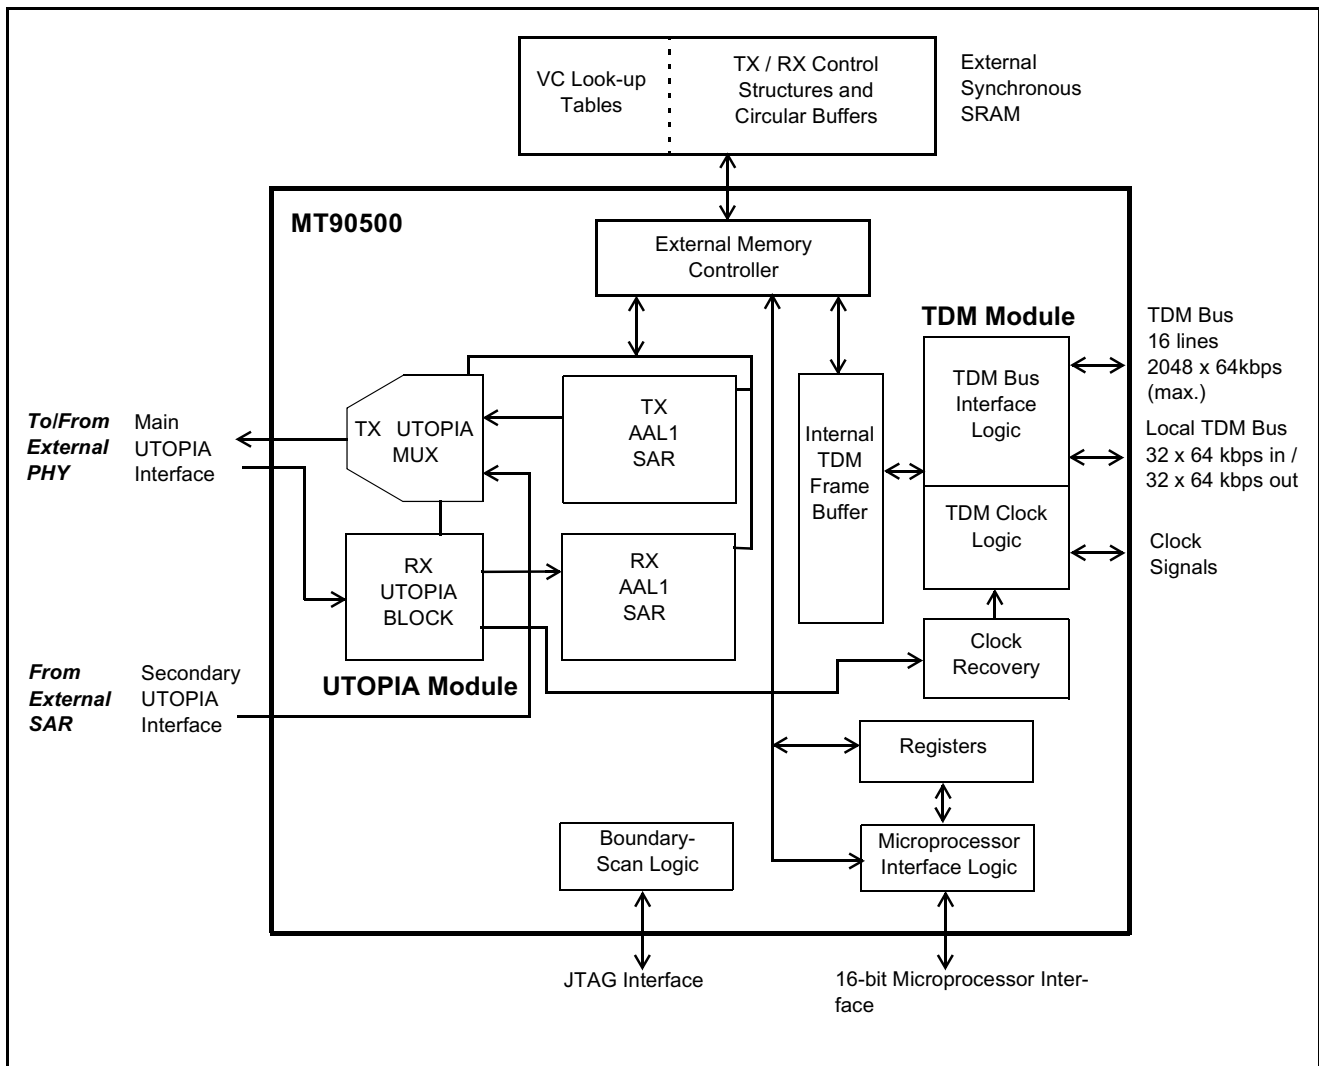 VC Look-up
Tables
TX / RX Control
Structures and
Circular Buffers
External
Synchronous
SRAM
MT90500
External Memory
Controller
TDM Module
TDM Bus
16 lines
2048 x 64kbps
(max.)
TDM Bus
Interface
Logic
Local TDM Bus
32 x 64 kbps in /
32 x 64 kbps out
To/From
External
PHY
Main
UTOPIA
Interface
TX UTOPIA
MUX
TX
AAL1
SAR
Internal
TDM
Frame
Buffer
TDM Clock
Logic
Clock
Signals
RX
UTOPIA
BLOCK
RX
AAL1
SAR
Clock
Recovery
From
External
SAR
Secondary
UTOPIA
Interface
UTOPIA Module
Registers
Boundary-
Scan Logic
Microprocessor
Interface Logic
JTAG Interface
16-bit Microprocessor Inter-
face